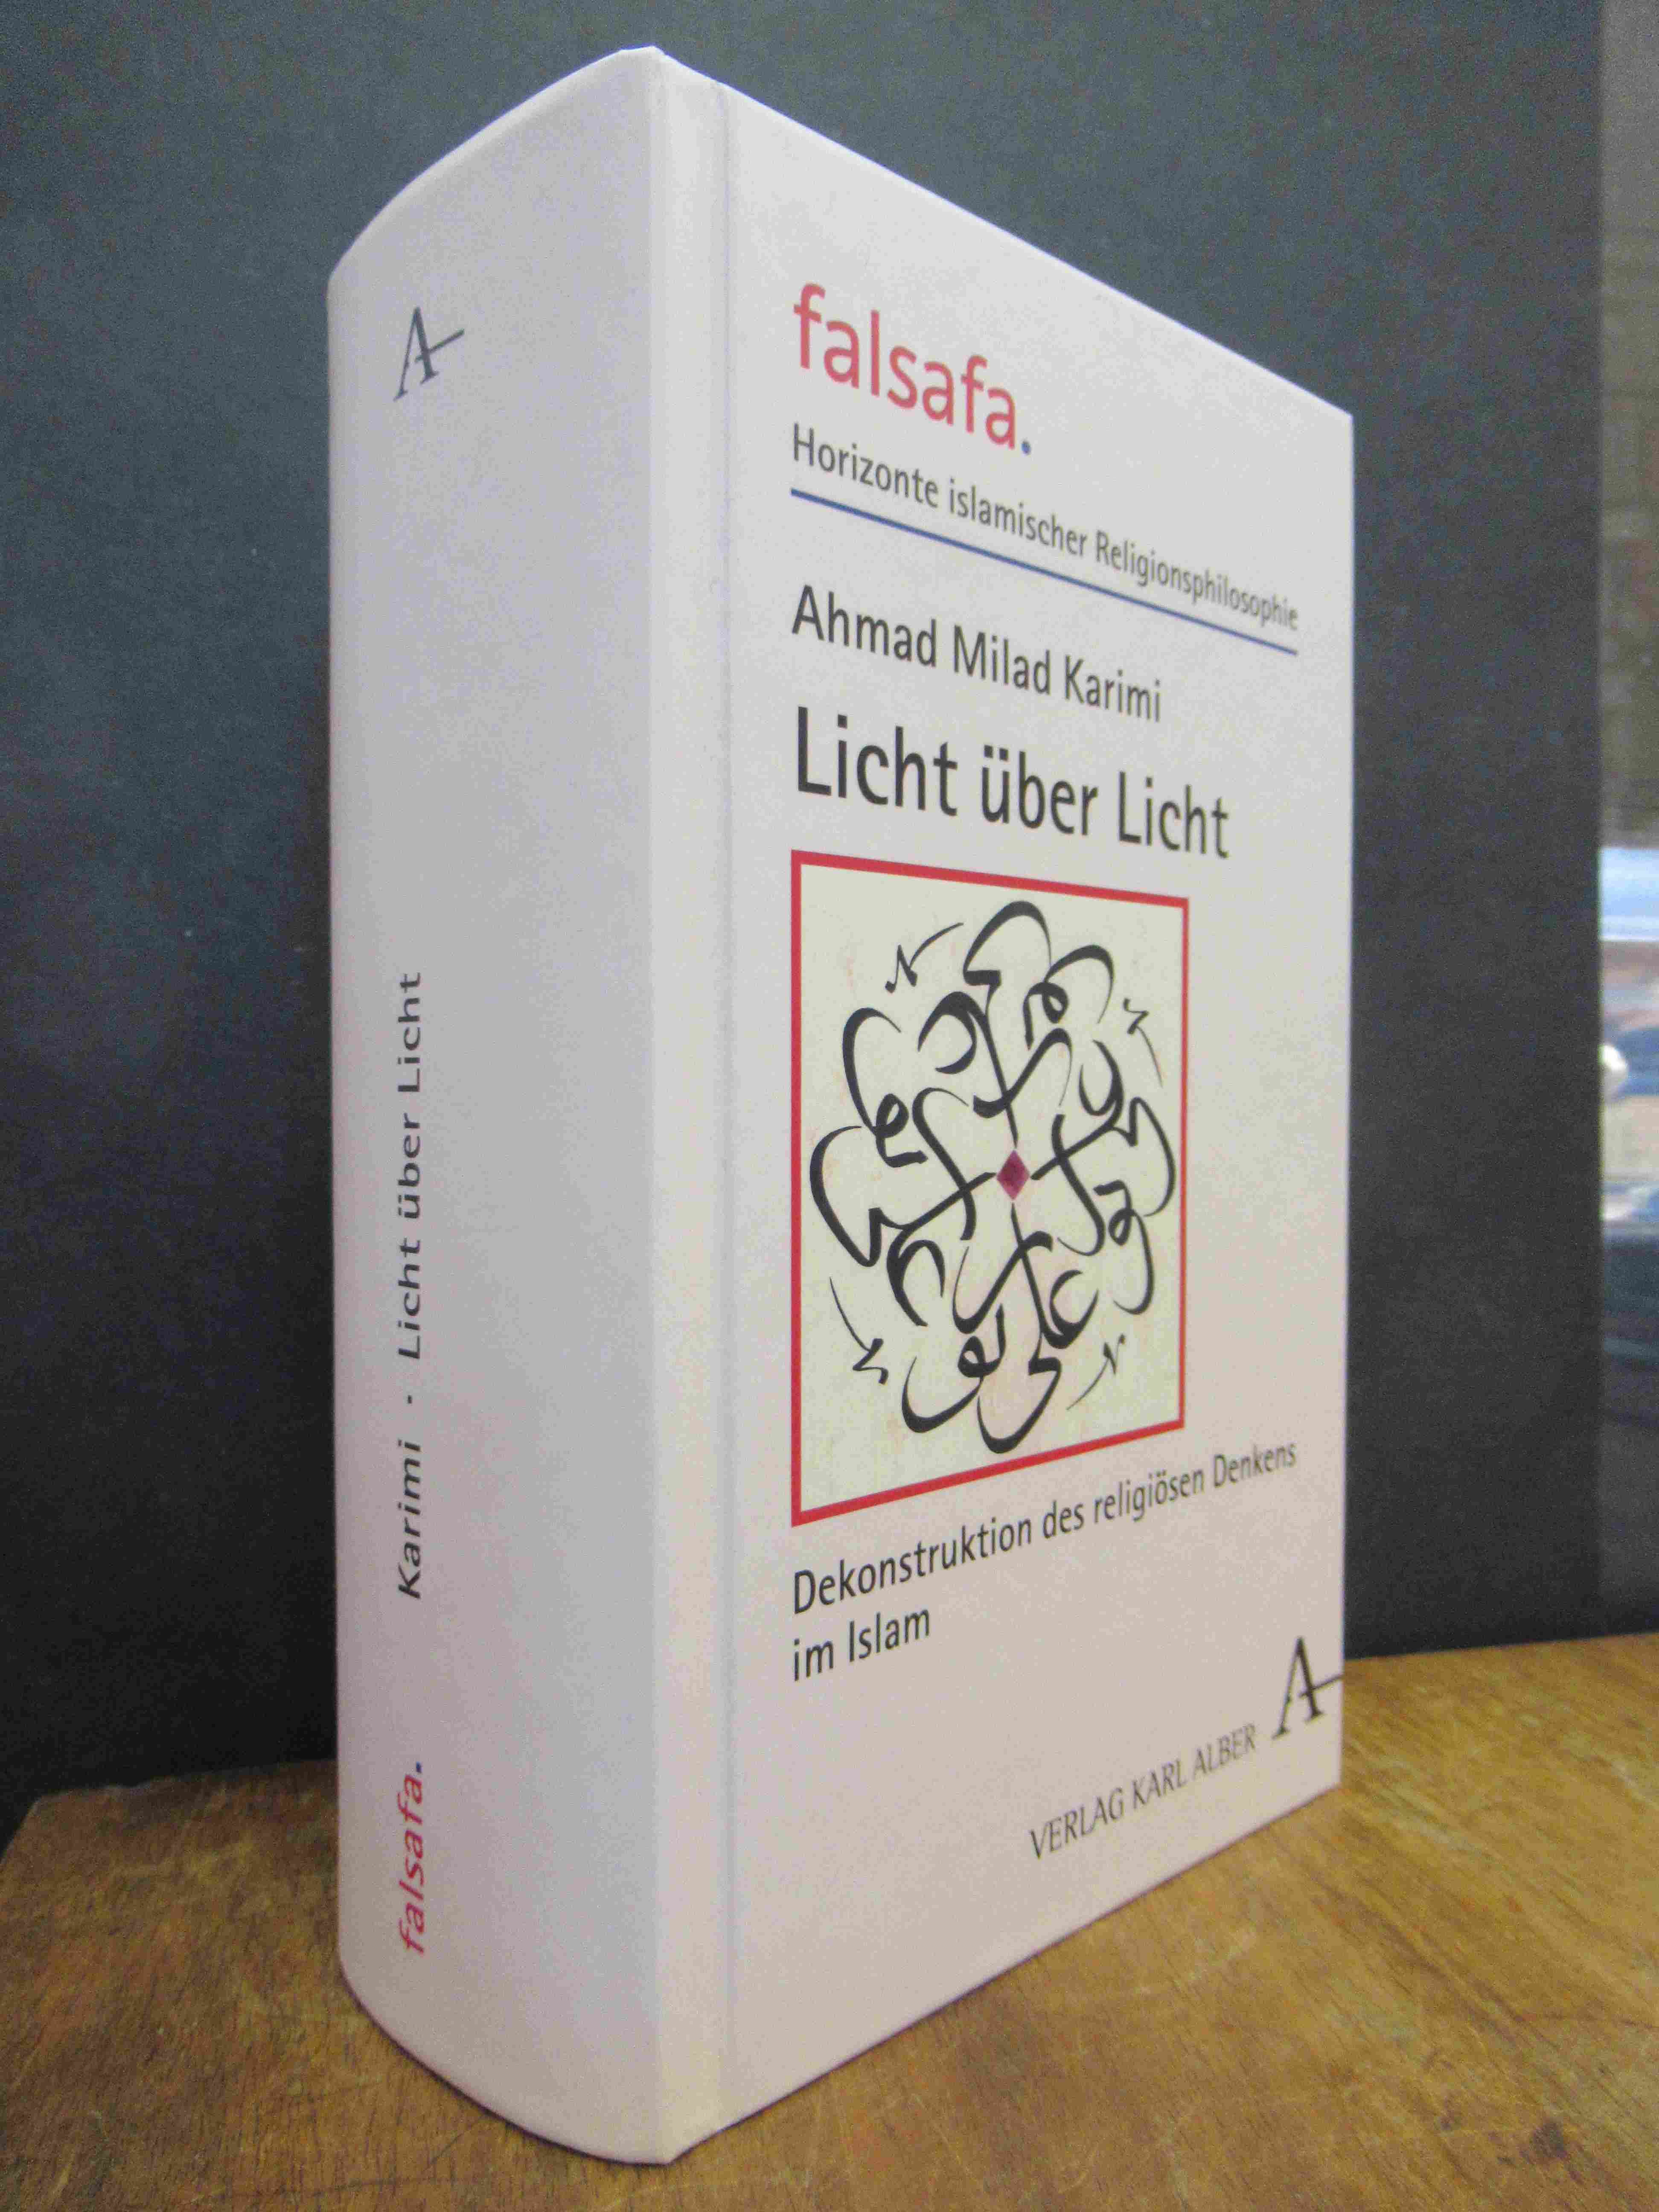 A
Karimi · Licht über Licht
falsafa.
falsafa.
Horizonte islamischer Religionsphilosophie
Ahmad Milad Karimi
Licht über Licht
Dekonstruktion des religiösen Denkens
im Islam
VERLAG KARL ALBER A